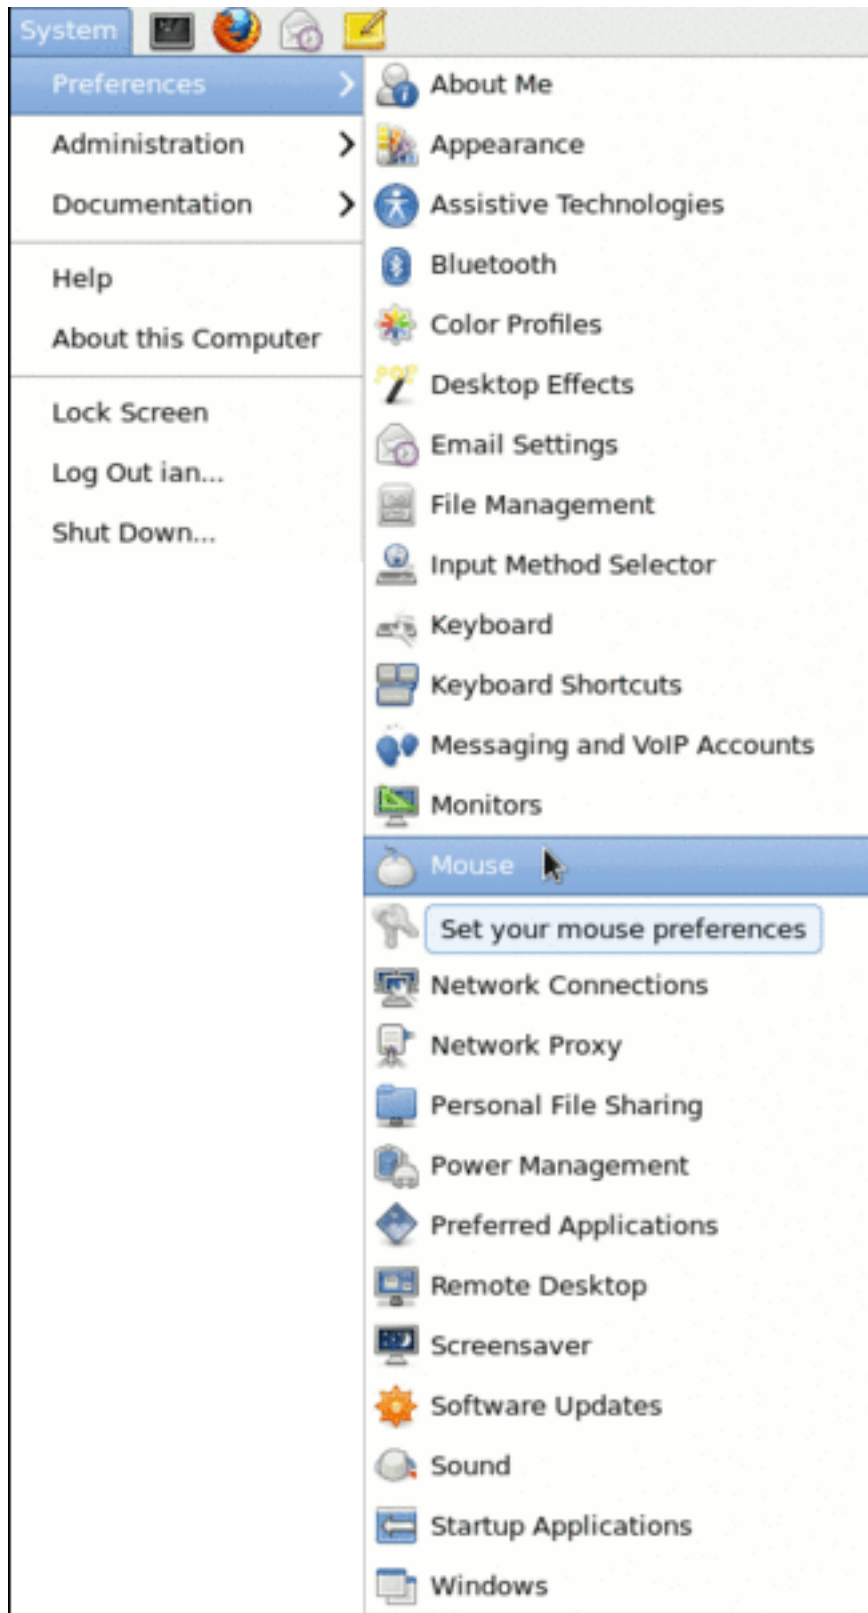 System
Preferences
Administration
Documentation
Help
About this Computer
Lock Screen
Log Out ian...
Shut Down...
About Me
Appearance
Assistive Technologies
Bluetooth
Color Profiles
Desktop Effects
Email Settings
File Management
Input Method Selector
Keyboard
Keyboard Shortcuts
Messaging and VoIP Accounts
Monitors
Mouse
Set your mouse preferences
Network Connections
Network Proxy
Personal File Sharing
Power Management
Preferred Applications
Remote Desktop
Screensaver
Software Updates
Sound
Startup Applications
Windows